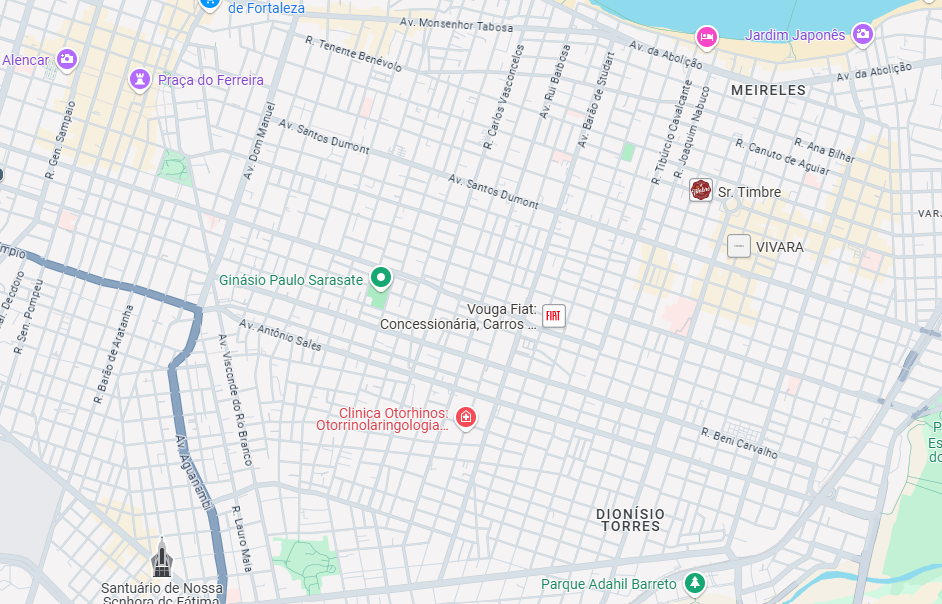 de Fortaleza
Av. Monsenhor Tabosa
Jardim Japonês
Alencar
R. Tenente Benévolo
Av. da Abolição
Av. da Abolição
Praça do Ferreira
MEIRELES
R. Gen. Sampaio
Av. Dom Manuel
R. Carlos Vasconcelos
Av. Rui Barbosa
Av. Barão de Studart
R. Tibúrcio Cavalcante
R. Joaquim Nabuco
Av. Santos Dumont
R. Canuto de Aguiar
R. Ana Bilhar
Av. Santos Dumont
Sr. Timbre
VARJ
VIVARA
Ginásio Paulo Sarasate
R. Sen. Pompeu
R. Barão de Aratanha
Vouga Fiat:
Concessionária, Carros ...
FIAT
Av. Antônio Sales
Av. Visconde do Rio Branco
Clinica Otorhinos:
Otorrinolaringologia...
R. Beni Carvalho
Av. Aguanambi
R. Lauro Maia
DIONÍSIO
TORRES
Parque Adahil Barreto
Santuário de Nossa
Senhora de Fátima